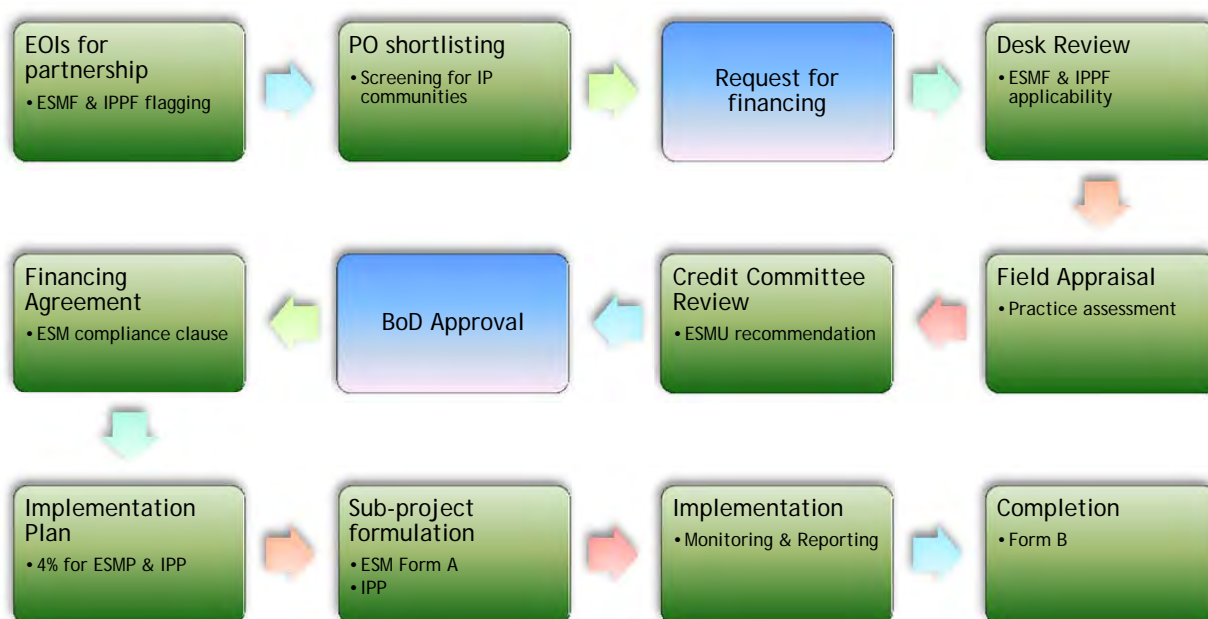 EOIs for
partnership
• ESMF & IPPF flagging
PO shortlisting
• Screening for IP
communities
Request for
financing
Desk Review
• ESMF & IPPF
applicability
Financing
Agreement
• ESM compliance clause
BoD Approval
Credit Committee
Review
• ESMU recommendation
Field Appraisal
• Practice assessment
Implementation
Plan
• 4% for ESMP & IPP
Sub-project
formulation
• ESM Form A
• IPP
Implementation
• Monitoring & Reporting
Completion
• Form B